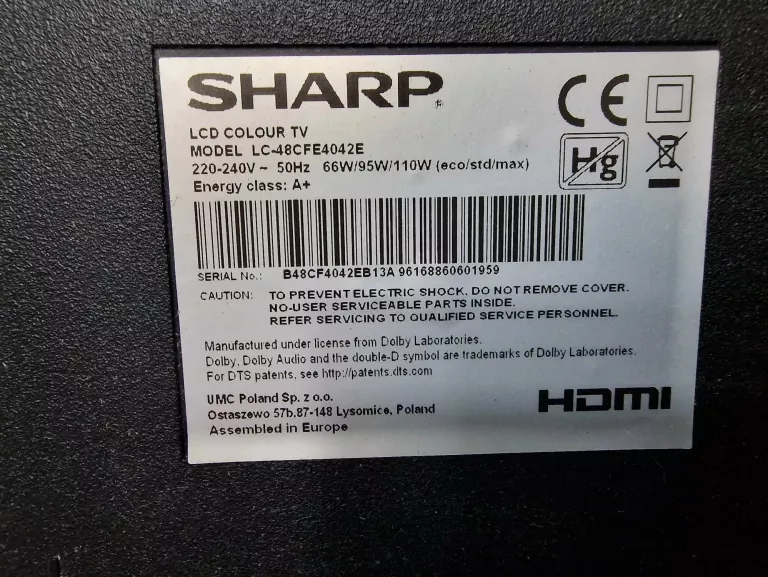 SHARP
CE
LCD COLOUR TV
MODEL LC-48CFE4042E
220-240V ~ 50Hz 66W/95W/110W (eco/std/max)
Energy class: A+
Hg
SERIAL No.: B48CF4042EB13A 96168860601959
CAUTION: TO PREVENT ELECTRIC SHOCK, DO NOT REMOVE COVER.
NO-USER SERVICEABLE PARTS INSIDE.
REFER SERVICING TO QUALIFIED SERVICE PERSONNEL.
Manufactured under license from Dolby Laboratories.
Dolby, Dolby Audio and the double-D symbol are trademarks of Dolby Laboratories.
For DTS patents, see http://patents.dts.com
UMC Poland Sp. z o.o.
Ostaszewo 57b,87-148 Lysomice, Poland
Assembled in Europe
HDMI